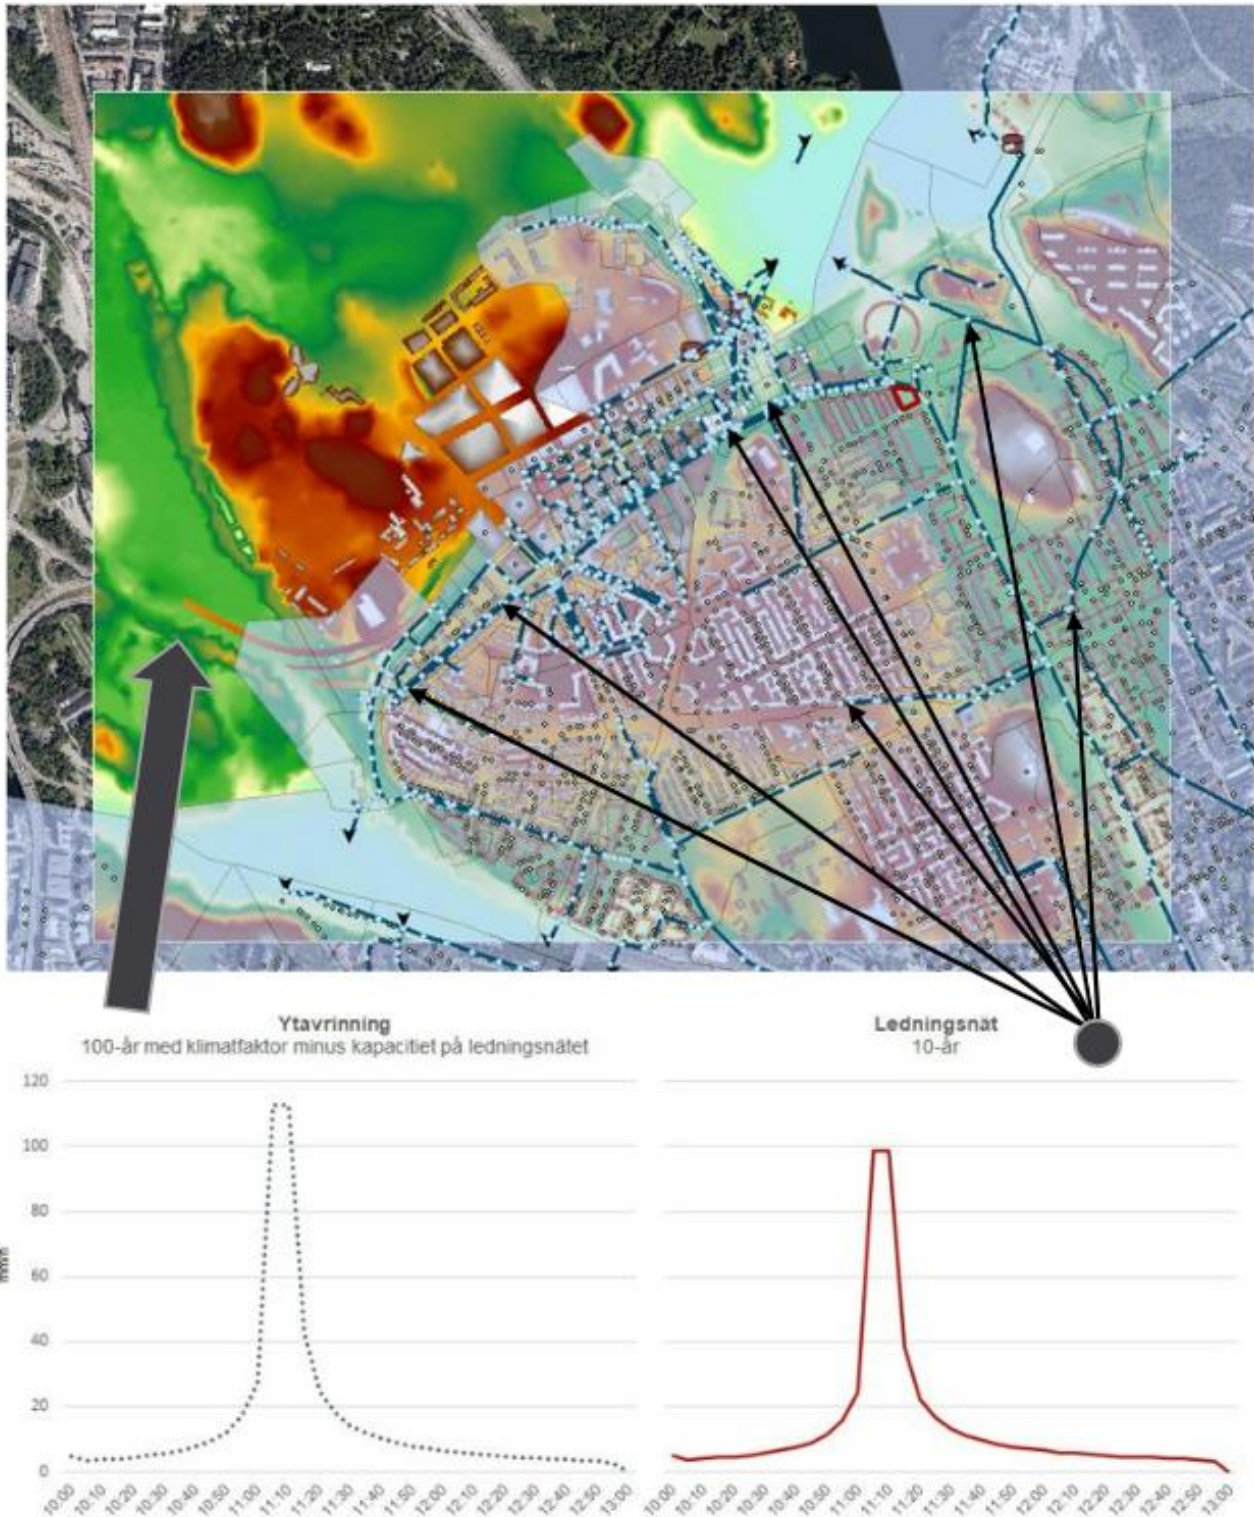 Ytavrinning
100-år med klimatfaktor minus kapacitiet på ledningsnätet
Ledningsnät
10-år
120
100
80
60
40
20
0
10:00 10:10 10:20 10:30 10:40 10:50 11:00 11:10 11:20 11:30 11:40 11:50 12:00 12:10 12:20 12:30 12:40 12:50 13:00
10:00 10:10 10:20 10:30 10:40 10:50 11:00 11:10 11:20 11:30 11:40 11:50 12:00 12:10 12:20 12:30 12:40 12:50 13:00